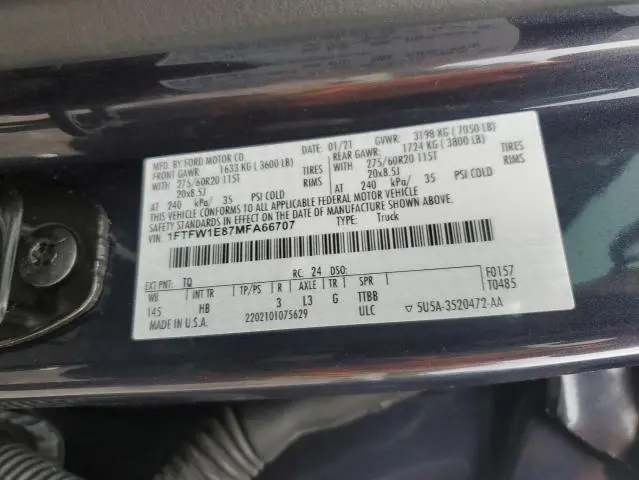 MFD. BY FORD MOTOR CO. DATE: 01/21 GVWR: 3198 KG (7050 LB)
FRONT GAWR: 1633 KG (3600 LB) REAR GAWR: 1724 KG (3800 LB)
WITH 275/60R20 115T RIMS WITH 275/60R20 115T RIMS
20x8.5J 20x8.5J
AT 240 kPa/ 35 PSI COLD AT 240 kPa/ 35 PSI COLD
THIS VEHICLE CONFORMS TO ALL APPLICABLE FEDERAL MOTOR VEHICLE
SAFETY STANDARDS IN EFFECT ON THE DATE OF MANUFACTURE SHOWN ABOVE.
VIN: 1FTFW1E87MFA66707 TYPE: Truck
EXT PNT: TQ RC: 24 DSO: F0157
WB INT TR TP/PS R AXLE TR SPR T0485
145 HB 3 L3 G TTBB
MADE IN U.S.A. 2202101075629 ULC ▽ 5U5A-3520472-AA